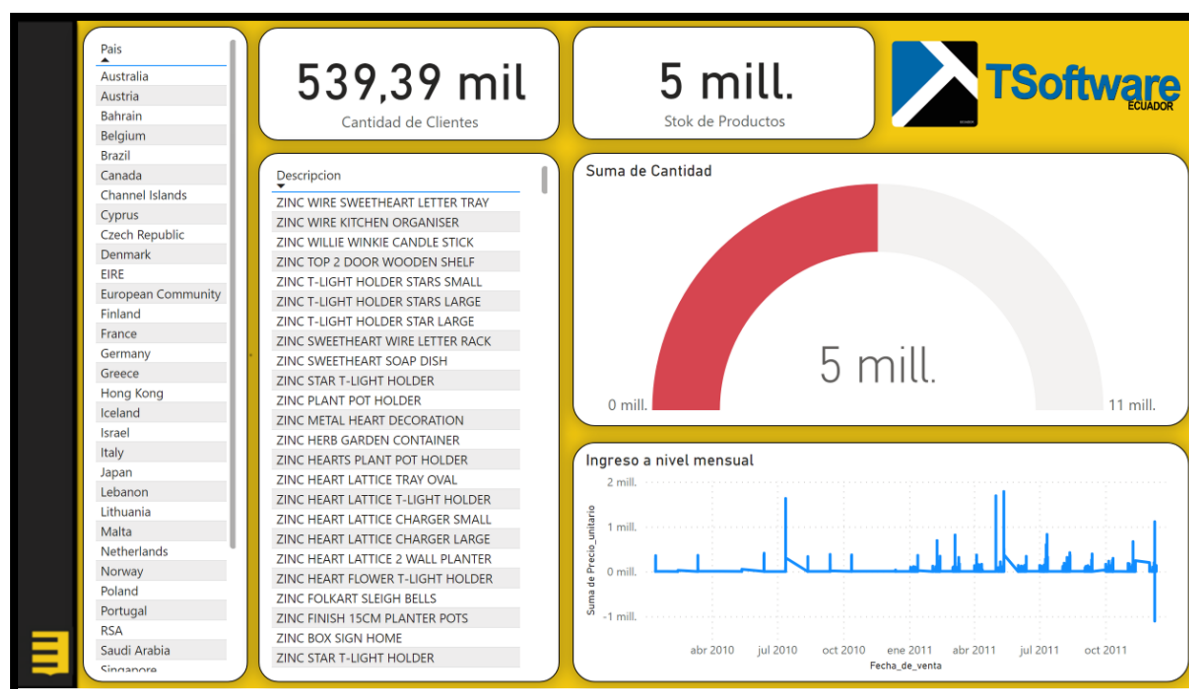 Pais
Australia
Austria
Bahrain
Belgium
Brazil
Canada
Channel Islands
Cyprus
Czech Republic
Denmark
EIRE
European Community
Finland
France
Germany
Greece
Hong Kong
Iceland
Israel
Italy
Japan
Lebanon
Lithuania
Malta
Netherlands
Norway
Poland
Portugal
RSA
Saudi Arabia
Singapore
539,39 mil
Cantidad de Clientes
5 mill.
Stok de Productos
TSoftware
ECUADOR
Descripcion
ZINC WIRE SWEETHEART LETTER TRAY
ZINC WIRE KITCHEN ORGANISER
ZINC WILLIE WINKIE CANDLE STICK
ZINC TOP 2 DOOR WOODEN SHELF
ZINC T-LIGHT HOLDER STARS SMALL
ZINC T-LIGHT HOLDER STARS LARGE
ZINC T-LIGHT HOLDER STAR LARGE
ZINC SWEETHEART WIRE LETTER RACK
ZINC SWEETHEART SOAP DISH
ZINC STAR T-LIGHT HOLDER
ZINC PLANT POT HOLDER
ZINC METAL HEART DECORATION
ZINC HERB GARDEN CONTAINER
ZINC HEARTS PLANT POT HOLDER
ZINC HEART LATTICE TRAY OVAL
ZINC HEART LATTICE T-LIGHT HOLDER
ZINC HEART LATTICE CHARGER SMALL
ZINC HEART LATTICE CHARGER LARGE
ZINC HEART LATTICE 2 WALL PLANTER
ZINC HEART FLOWER T-LIGHT HOLDER
ZINC FOLKART SLEIGH BELLS
ZINC FINISH 15CM PLANTER POTS
ZINC BOX SIGN HOME
ZINC STAR T-LIGHT HOLDER
Suma de Cantidad
5 mill.
0 mill.
11 mill.
Ingreso a nivel mensual
Suma de Precio_unitario
2 mill.
1 mill.
0 mill.
-1 mill.
abr 2010
jul 2010
oct 2010
ene 2011
abr 2011
jul 2011
oct 2011
Fecha_de_venta